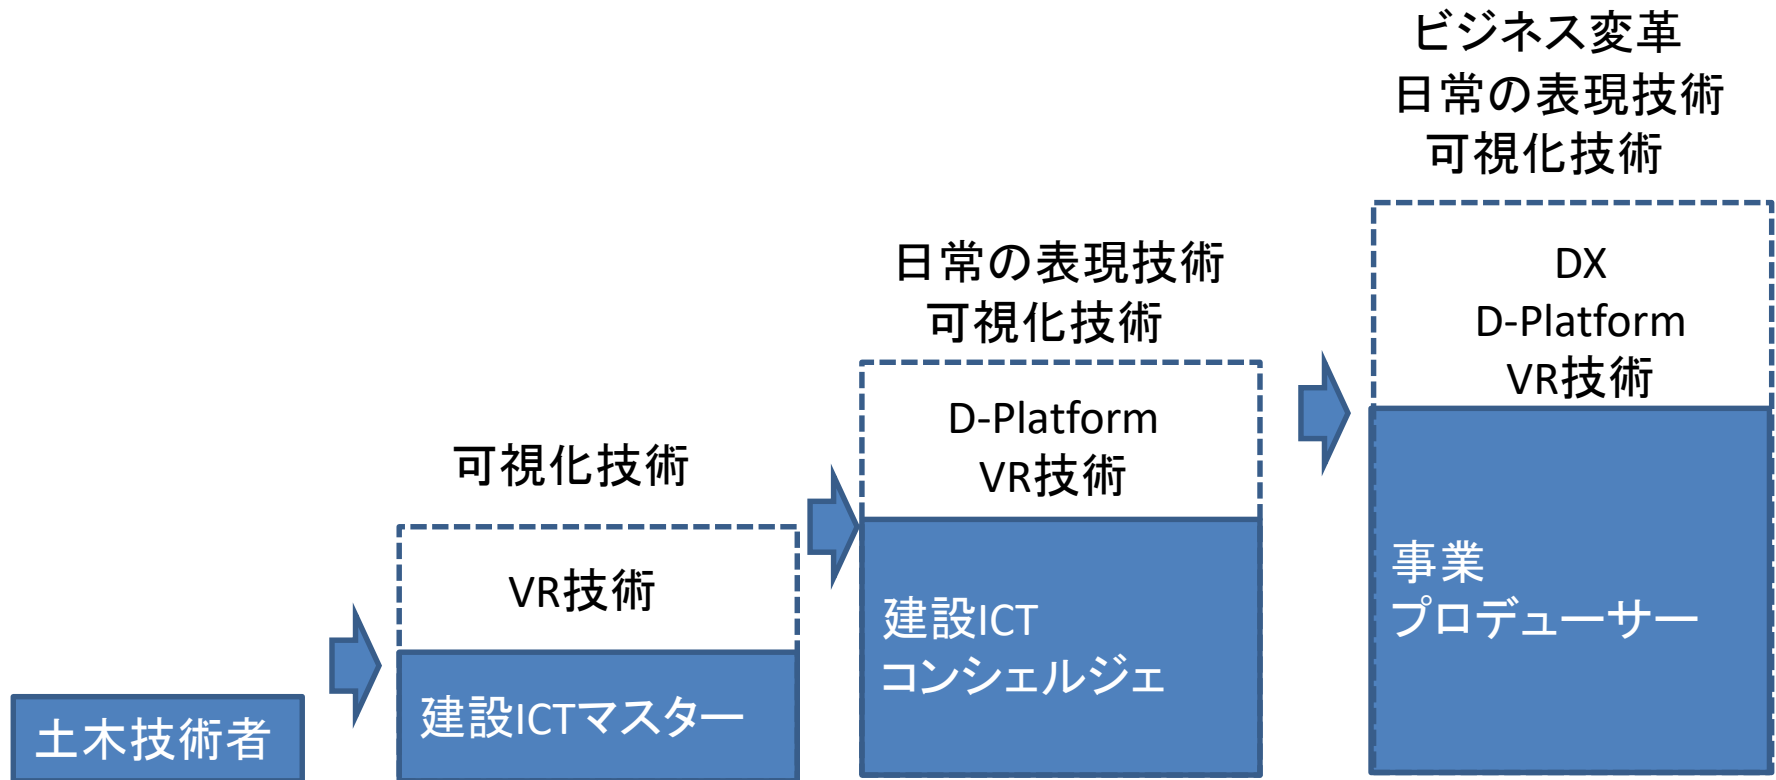 土木技術者
可視化技術
VR技術
建設ICTマスター
日常の表現技術
可視化技術
D-Platform
VR技術
建設ICT
コンシェルジェ
ビジネス変革
日常の表現技術
可視化技術
DX
D-Platform
VR技術
事業
プロデューサー